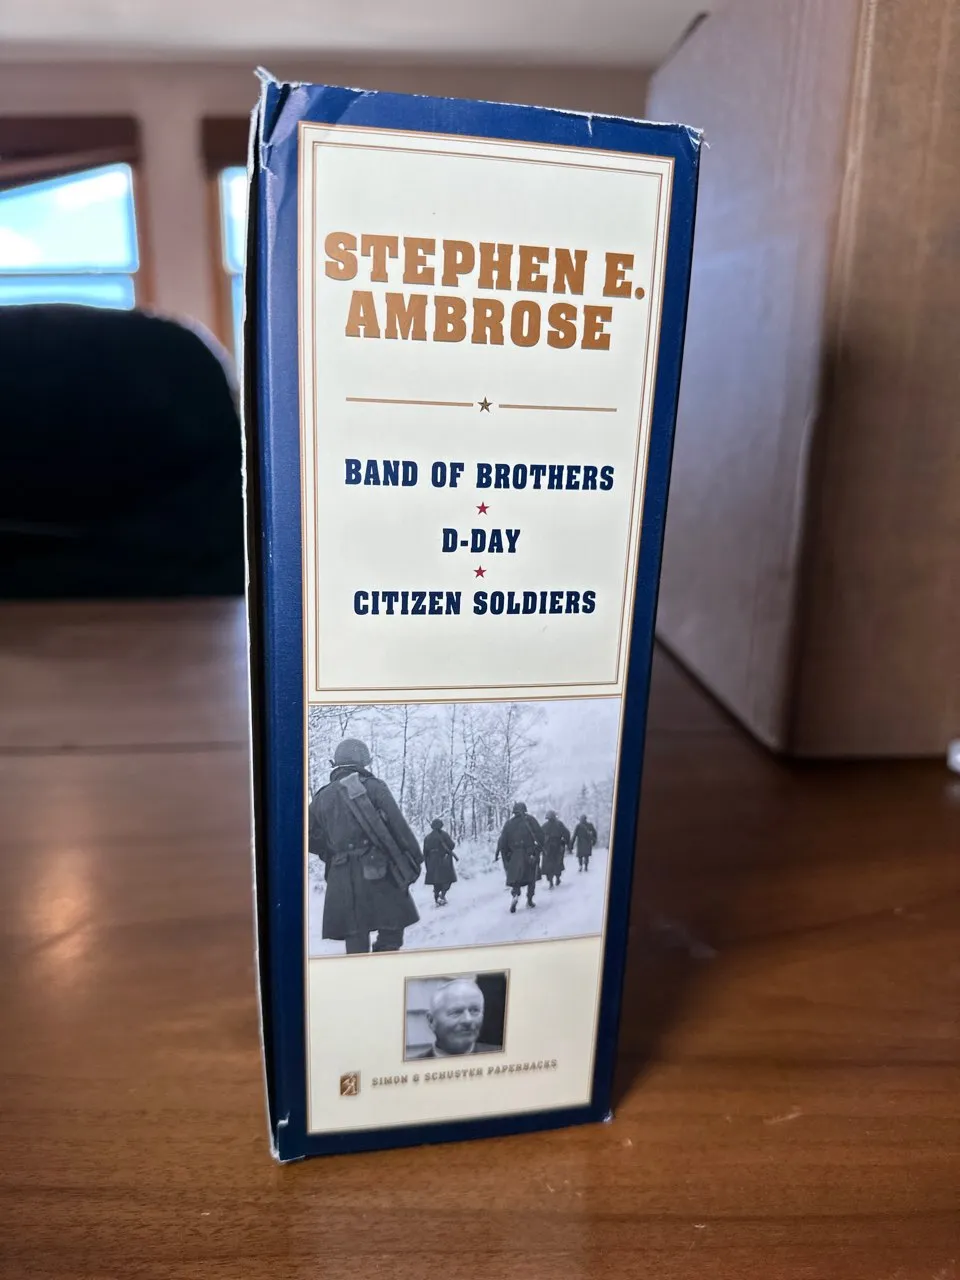 STEPHEN E.
AMBROSE
BAND OF BROTHERS
D-DAY
CITIZEN SOLDIERS
SIMON & SCHUSTER PAPERBACKS